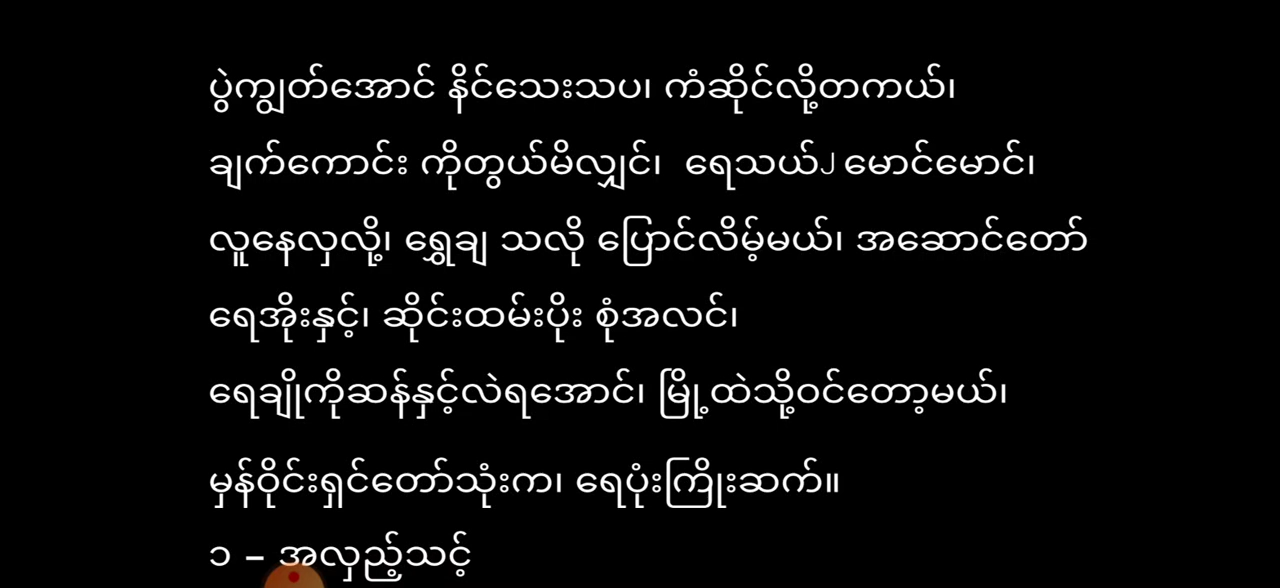 ပွဲကျွတ်အောင် နိင်သေးသပ၊ ကံဆိုင်လို့တကယ်၊
ချက်ကောင်း ကိုတွယ်မိလျှင်၊ ရေသယ်၂ မောင်မောင်၊
လူနေလှလို့၊ ရွှေချ သလို ပြောင်လိမ့်မယ်၊ အဆောင်တော်
ရေအိုးနှင့်၊ ဆိုင်းထမ်းပိုး စုံအလင်၊
ရေချိုကိုဆန်နှင့်လဲရအောင်၊ မြို့ထဲသို့ဝင်တော့မယ်၊
မှန်ဝိုင်းရှင်တော်သုံးက၊ ရေပုံးကြိုးဆက်။
၁ – အလှည့်သင့်